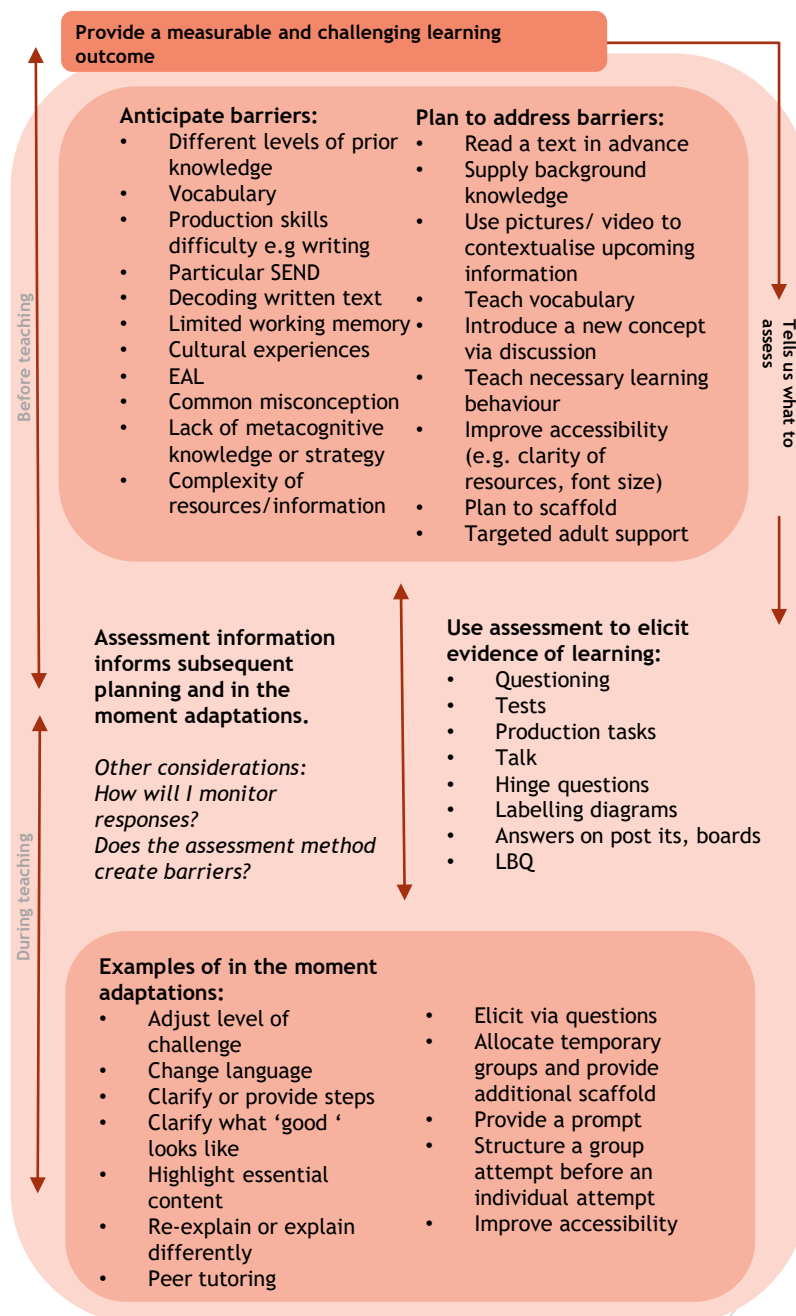 Provide a measurable and challenging learning
outcome
Before teaching
Anticipate barriers:
• Different levels of prior
knowledge
• Vocabulary
• Production skills
difficulty e.g writing
• Particular SEND
• Decoding written text
• Limited working memory
• Cultural experiences
• EAL
• Common misconception
• Lack of metacognitive
knowledge or strategy
• Complexity of
resources/information
Plan to address barriers:
• Read a text in advance
• Supply background
knowledge
• Use pictures/ video to
contextualise upcoming
information
• Teach vocabulary
• Introduce a new concept
via discussion
• Teach necessary learning
behaviour
• Improve accessibility
(e.g. clarity of
resources, font size)
• Plan to scaffold
• Targeted adult support
Tells us what to
assess
During teaching
Assessment information
informs subsequent
planning and in the
moment adaptations.
Other considerations:
How will I monitor
responses?
Does the assessment method
create barriers?
Use assessment to elicit
evidence of learning:
• Questioning
• Tests
• Production tasks
• Talk
• Hinge questions
• Labelling diagrams
• Answers on post its, boards
• LBQ
Examples of in the moment
adaptations:
• Adjust level of
challenge
• Change language
• Clarify or provide steps
• Clarify what ‘good ‘
looks like
• Highlight essential
content
• Re-explain or explain
differently
• Peer tutoring
• Elicit via questions
• Allocate temporary
groups and provide
additional scaffold
• Provide a prompt
• Structure a group
attempt before an
individual attempt
• Improve accessibility